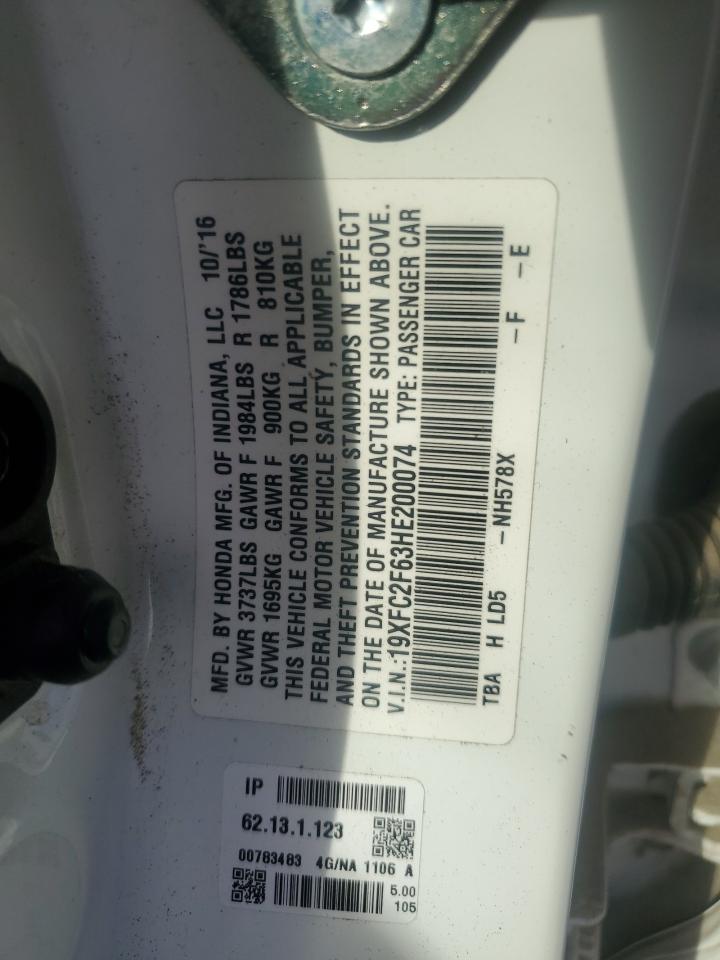 MFD. BY HONDA MFG. OF INDIANA, LLC 10/'16
GVWR 3737LBS GAWR F 1984LBS R 1786LBS
GVWR 1695KG GAWR F 900KG R 810KG
THIS VEHICLE CONFORMS TO ALL APPLICABLE
FEDERAL MOTOR VEHICLE SAFETY, BUMPER,
AND THEFT PREVENTION STANDARDS IN EFFECT
ON THE DATE OF MANUFACTURE SHOWN ABOVE.
V.I.N.:19XFC2F63HE200074 TYPE: PASSENGER CAR
TBA H LD5 -NH578X -F -E
IP
62.13.1.123
00783483 4G/NA 1106 A
5.00
105